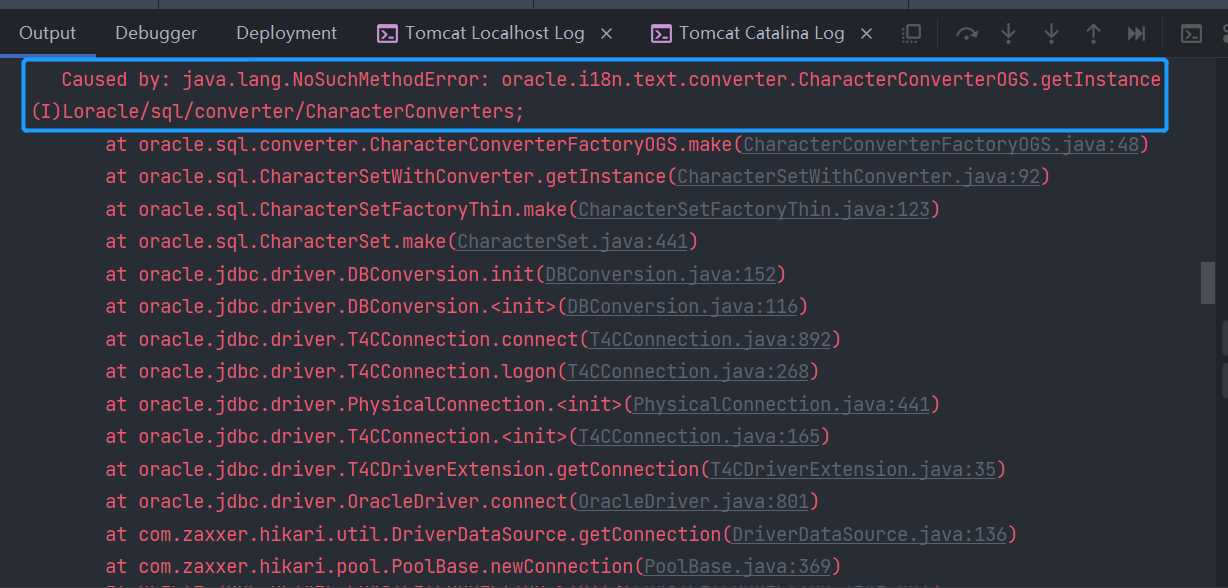 Output Debugger Deployment Tomcat Localhost Log × Tomcat Catalina Log ×
Caused by: java.lang.NoSuchMethodError: oracle.i18n.text.converter.CharacterConverterOGS.getInstance
(I)Loracle/sql/converter/CharacterConverters;
at oracle.sql.converter.CharacterConverterFactoryOGS.make(CharacterConverterFactoryOGS.java:48)
at oracle.sql.CharacterSetWithConverter.getInstance(CharacterSetWithConverter.java:92)
at oracle.sql.CharacterSetFactoryThin.make(CharacterSetFactoryThin.java:123)
at oracle.sql.CharacterSet.make(CharacterSet.java:441)
at oracle.jdbc.driver.DBConversion.init(DBConversion.java:152)
at oracle.jdbc.driver.DBConversion.<init>(DBConversion.java:116)
at oracle.jdbc.driver.T4CConnection.connect(T4CConnection.java:892)
at oracle.jdbc.driver.T4CConnection.logon(T4CConnection.java:268)
at oracle.jdbc.driver.PhysicalConnection.<init>(PhysicalConnection.java:441)
at oracle.jdbc.driver.T4CConnection.<init>(T4CConnection.java:165)
at oracle.jdbc.driver.T4CDriverExtension.getConnection(T4CDriverExtension.java:35)
at oracle.jdbc.driver.OracleDriver.connect(OracleDriver.java:801)
at com.zaxxer.hikari.util.DriverDataSource.getConnection(DriverDataSource.java:136)
at com.zaxxer.hikari.pool.PoolBase.newConnection(PoolBase.java:369)